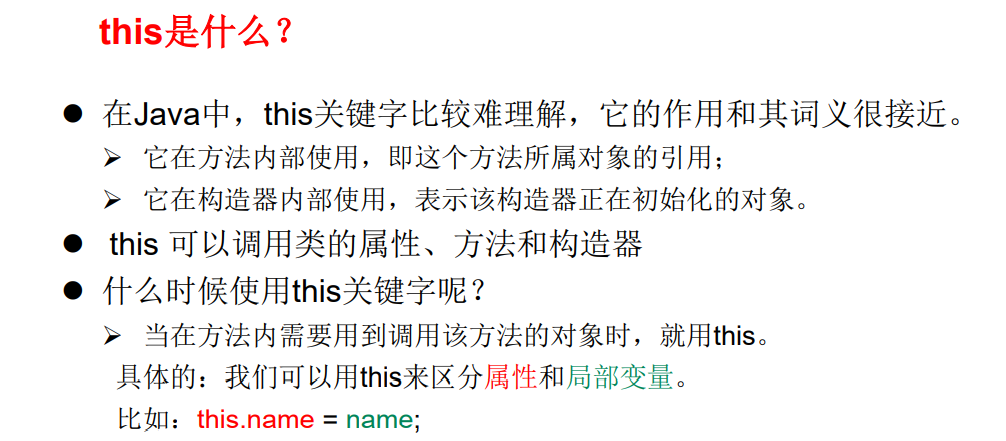 this是什么？
● 在Java中，this关键字比较难理解，它的作用和其词义很接近。
➢ 它在方法内部使用，即这个方法所属对象的引用；
➢ 它在构造器内部使用，表示该构造器正在初始化的对象。
● this 可以调用类的属性、方法和构造器
● 什么时候使用this关键字呢？
➢ 当在方法内需要用到调用该方法的对象时，就用this。
具体的：我们可以用this来区分属性和局部变量。
比如：this.name = name;